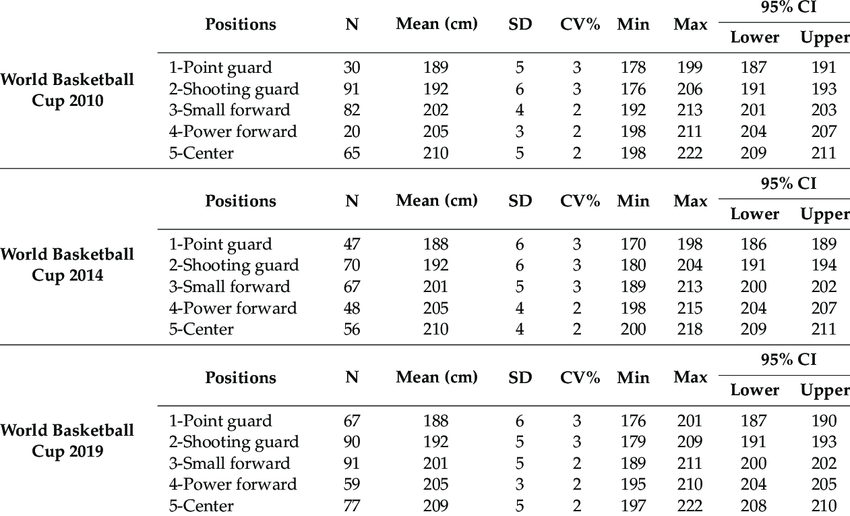 95% CI
Positions N Mean (cm) SD CV% Min Max
Lower Upper
World Basketball Cup 2010
1-Point guard 30 189 5 3 178 199 187 191
2-Shooting guard 91 192 6 3 176 206 191 193
3-Small forward 82 202 4 2 192 213 201 203
4-Power forward 20 205 3 2 198 211 204 207
5-Center 65 210 5 2 198 222 209 211
95% CI
Positions N Mean (cm) SD CV% Min Max
Lower Upper
World Basketball Cup 2014
1-Point guard 47 188 6 3 170 198 186 189
2-Shooting guard 70 192 6 3 180 204 191 194
3-Small forward 67 201 5 3 189 213 200 202
4-Power forward 48 205 4 2 198 215 204 207
5-Center 56 210 4 2 200 218 209 211
95% CI
Positions N Mean (cm) SD CV% Min Max
Lower Upper
World Basketball Cup 2019
1-Point guard 67 188 6 3 176 201 187 190
2-Shooting guard 90 192 5 3 179 209 191 193
3-Small forward 91 201 5 2 189 211 200 202
4-Power forward 59 205 3 2 195 210 204 205
5-Center 77 209 5 2 197 222 208 210